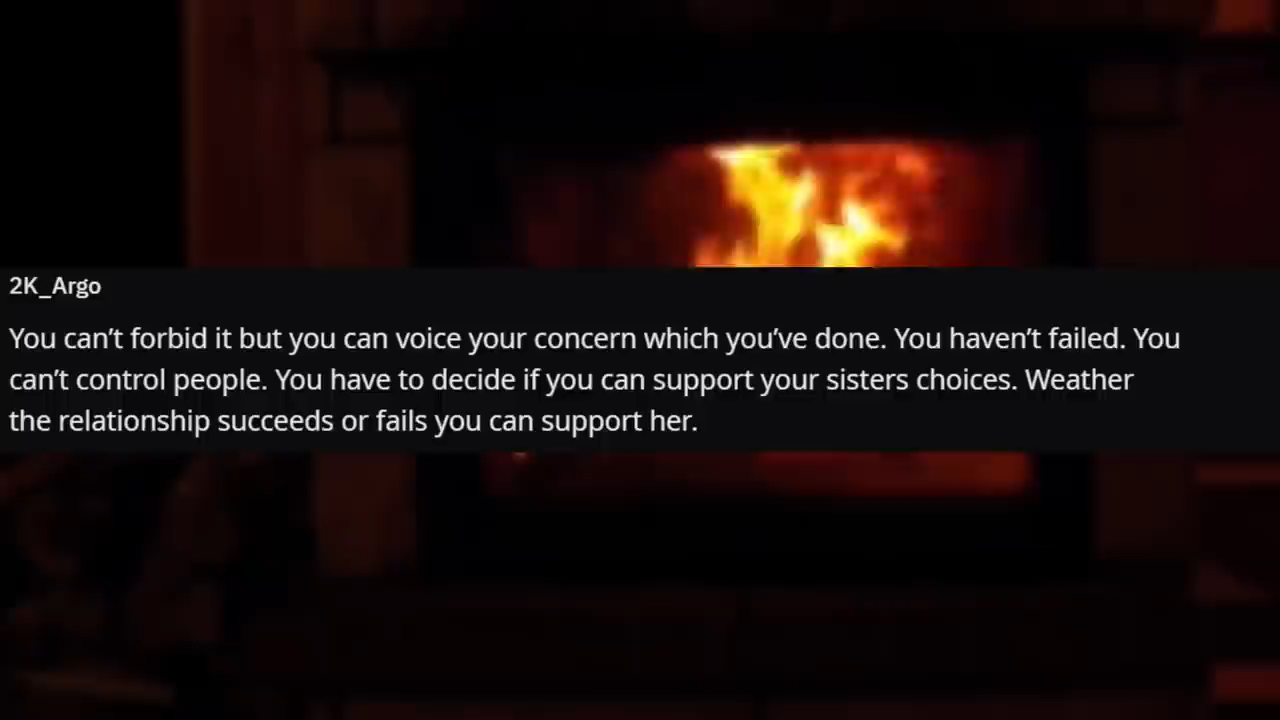 2K_Argo
You can’t forbid it but you can voice your concern which you’ve done. You haven’t failed. You
can’t control people. You have to decide if you can support your sisters choices. Weather
the relationship succeeds or fails you can support her.